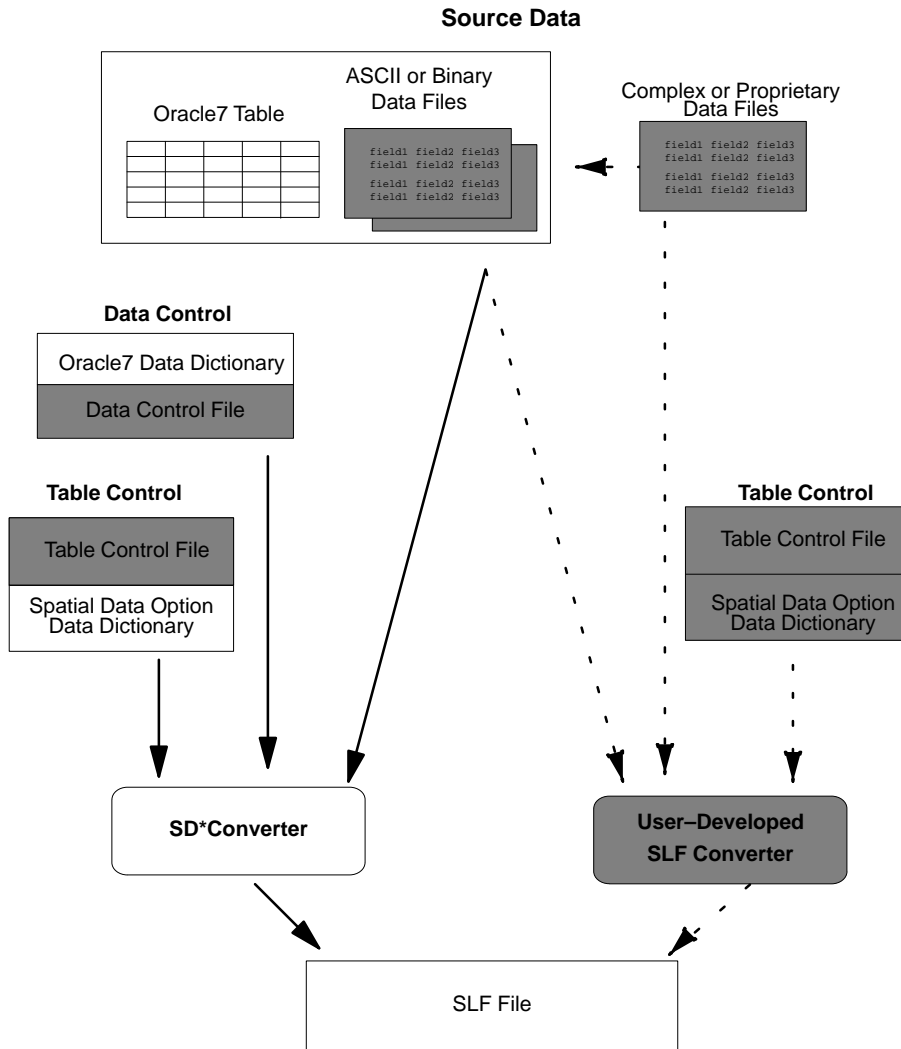 Source Data
ASCII or Binary
Data Files
Oracle7 Table
field1 field2 field3
field1 field2 field3
field1 field2 field3
field1 field2 field3
Complex or Proprietary
Data Files
field1 field2 field3
field1 field2 field3
field1 field2 field3
field1 field2 field3
Data Control
Oracle7 Data Dictionary
Data Control File
Table Control
Table Control File
Spatial Data Option
Data Dictionary
Table Control
Table Control File
Spatial Data Option
Data Dictionary
SD*Converter
User–Developed
SLF Converter
SLF File